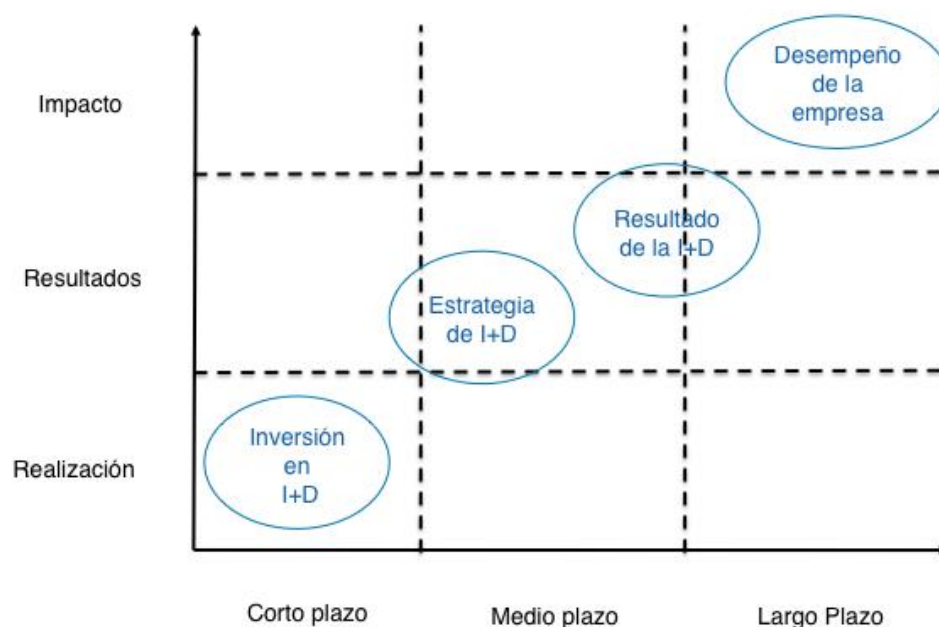 Impacto
Desempeño
de la
empresa
Resultados
Resultado
de la I+D
Estrategia
de I+D
Realización
Inversión
en
I+D
Corto plazo
Medio plazo
Largo Plazo